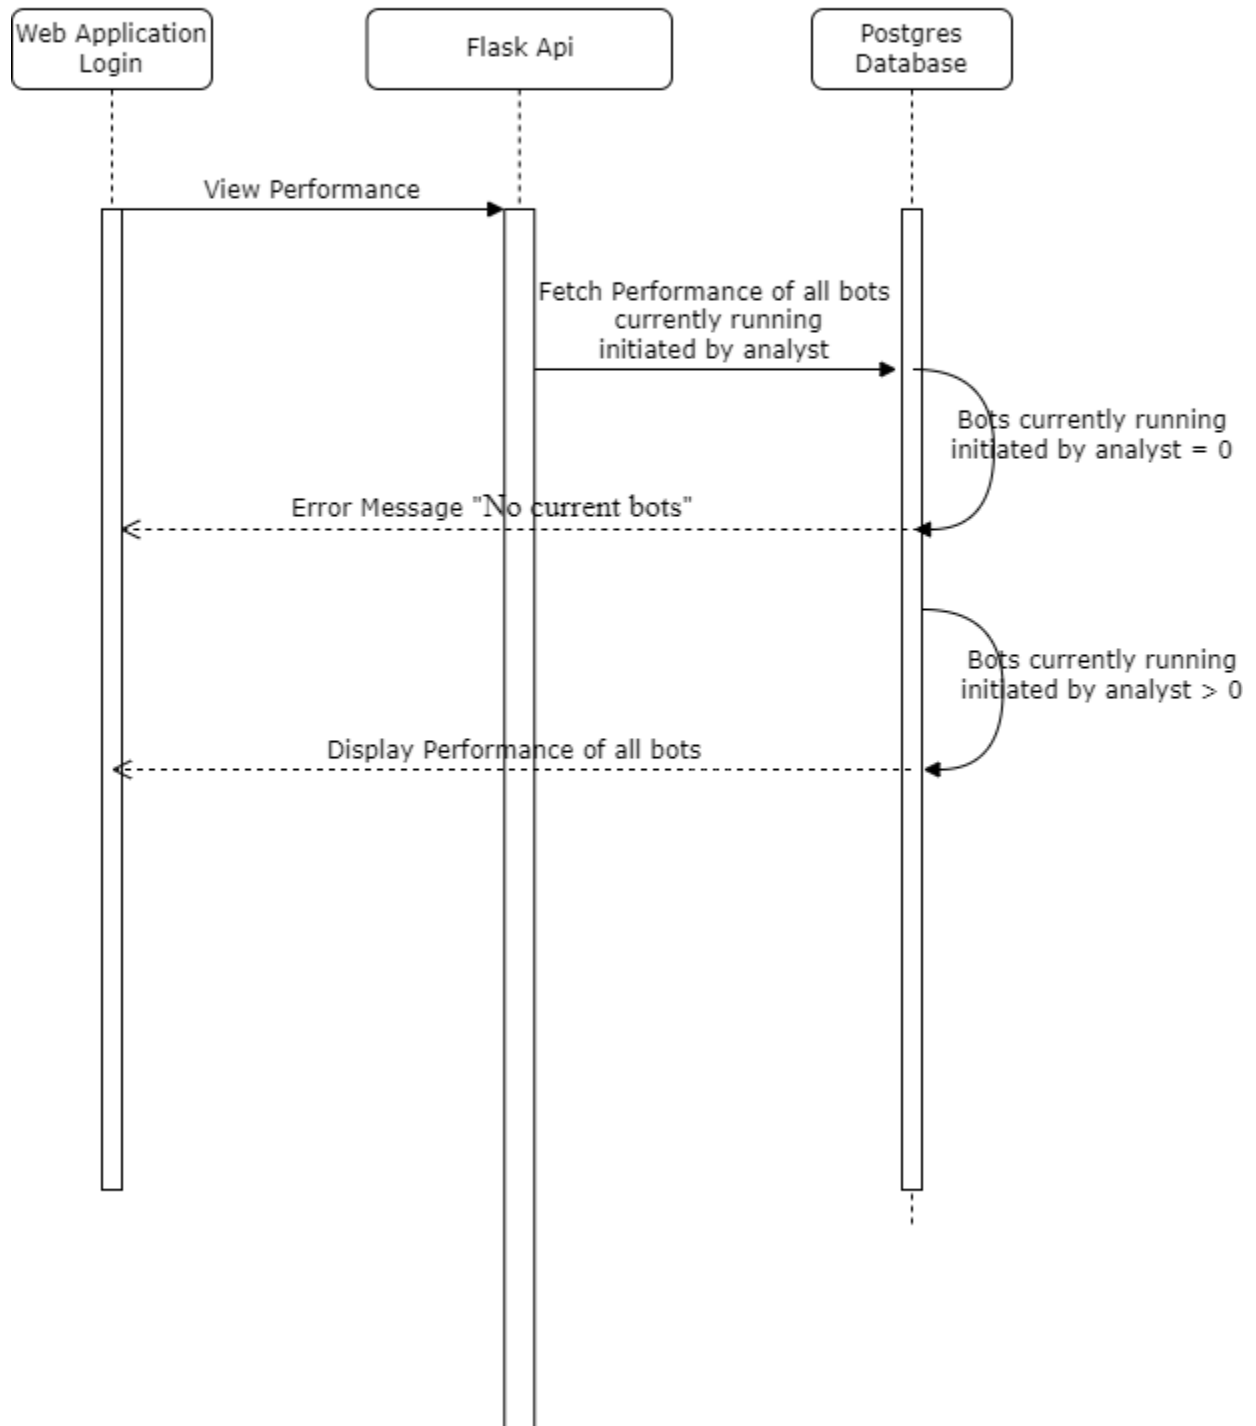 Web Application
Login
Flask Api
Postgres
Database
View Performance
Fetch Performance of all bots
currently running
initiated by analyst
Bots currently running
initiated by analyst = 0
Error Message "No current bots"
Bots currently running
initiated by analyst > 0
Display Performance of all bots